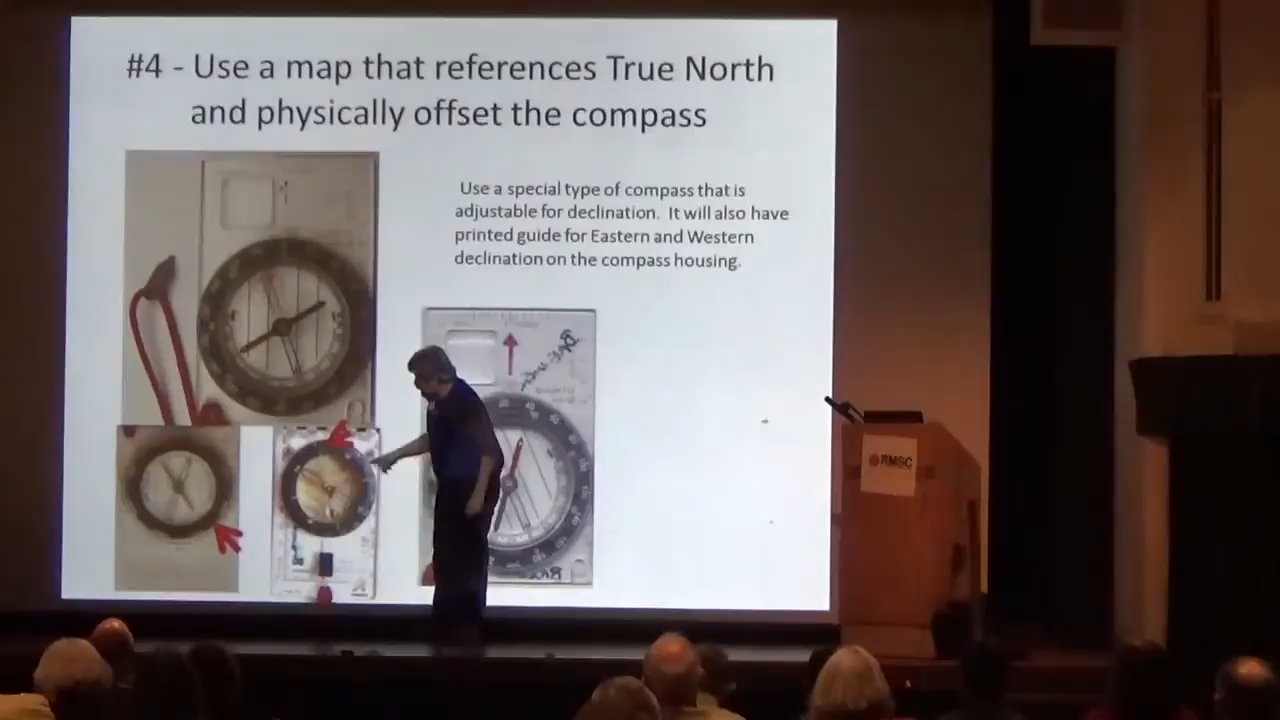 #4 - Use a map that references True North
and physically offset the compass
Use a special type of compass that is
adjustable for declination. It will also have
printed guide for Eastern and Western
declination on the compass housing.
RMSC